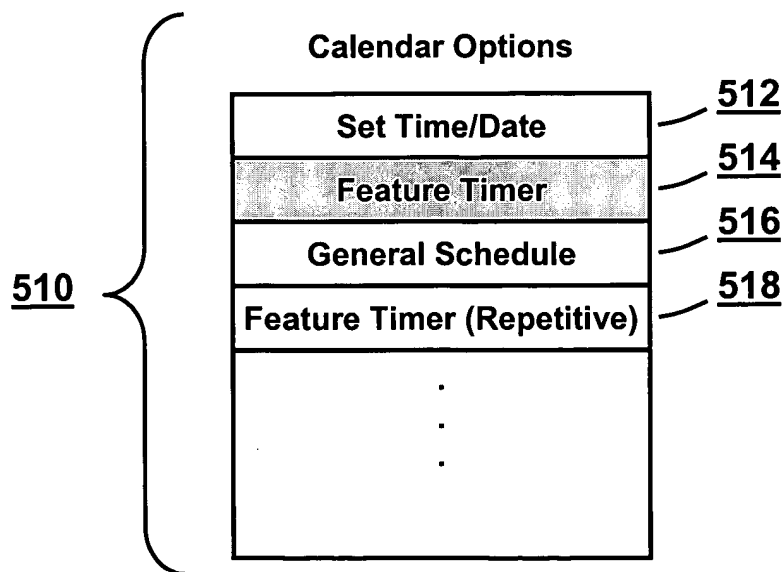 Calendar Options
512
Set Time/Date
514
Feature Timer
516
General Schedule
518
Feature Timer (Repetitive)
510